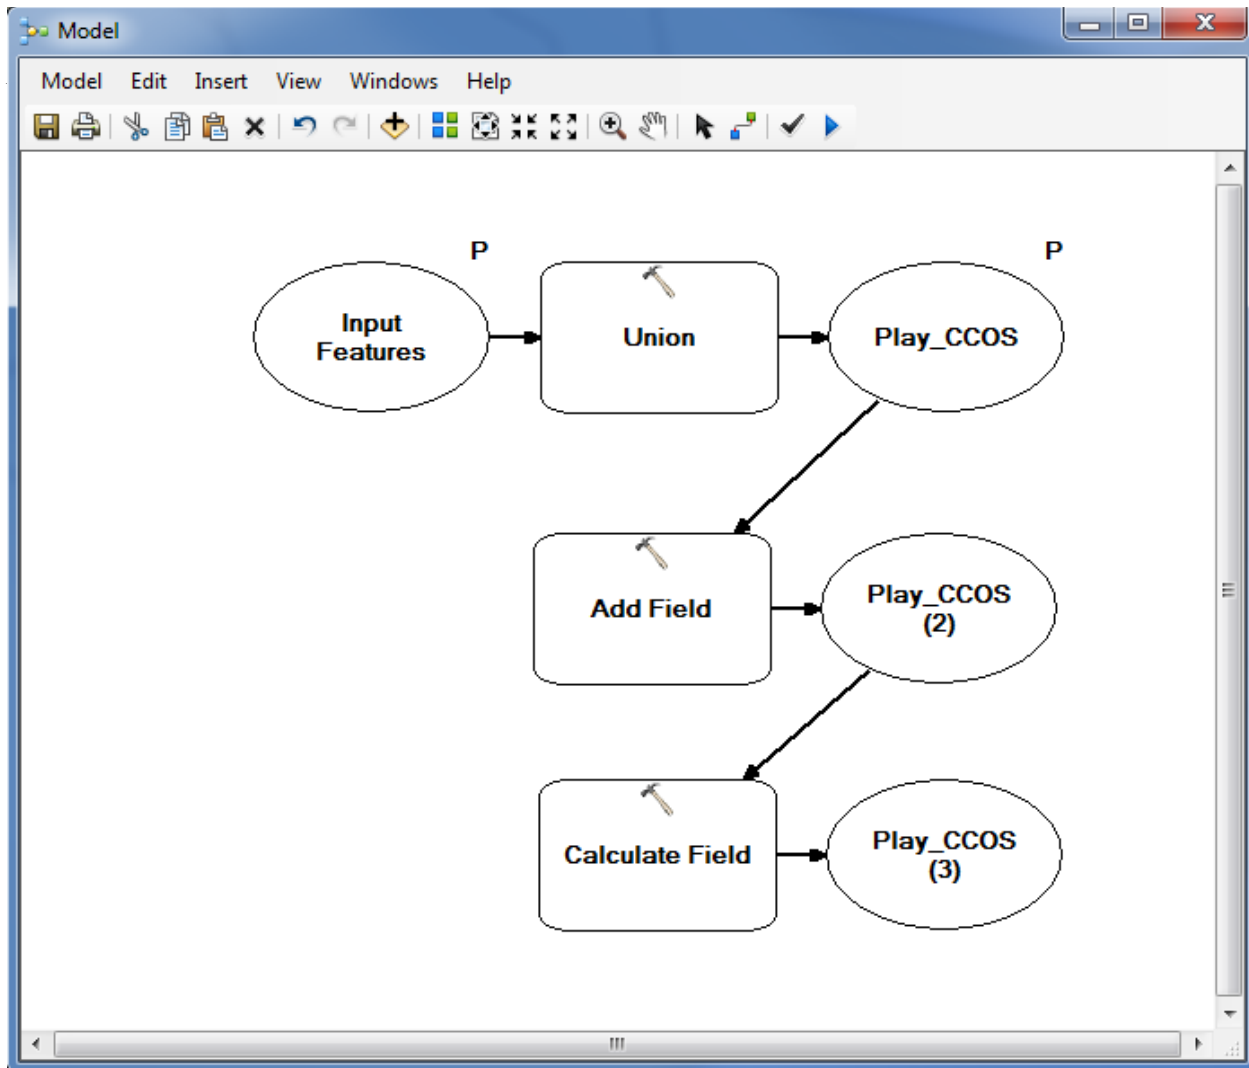 Model
Model Edit Insert View Windows Help
P P
Input
Features
Union
Play_CCOS
Add Field
Play_CCOS
(2)
Calculate Field
Play_CCOS
(3)